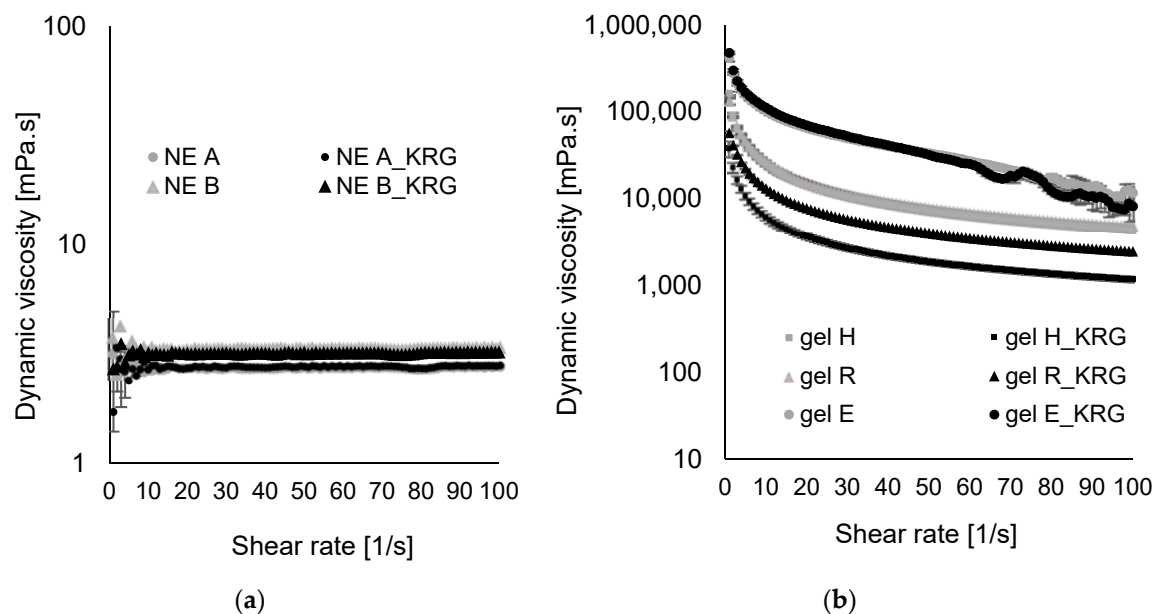 100
10
1
Dynamic viscosity [mPa.s]
NE A
NE A_KRG
NE B
NE B_KRG
0 10 20 30 40 50 60 70 80 90 100
Shear rate [1/s]
(a)
1,000,000
100,000
10,000
1,000
100
10
Dynamic viscosity [mPa.s]
gel H
gel H_KRG
gel R
gel R_KRG
gel E
gel E_KRG
0 10 20 30 40 50 60 70 80 90 100
Shear rate [1/s]
(b)